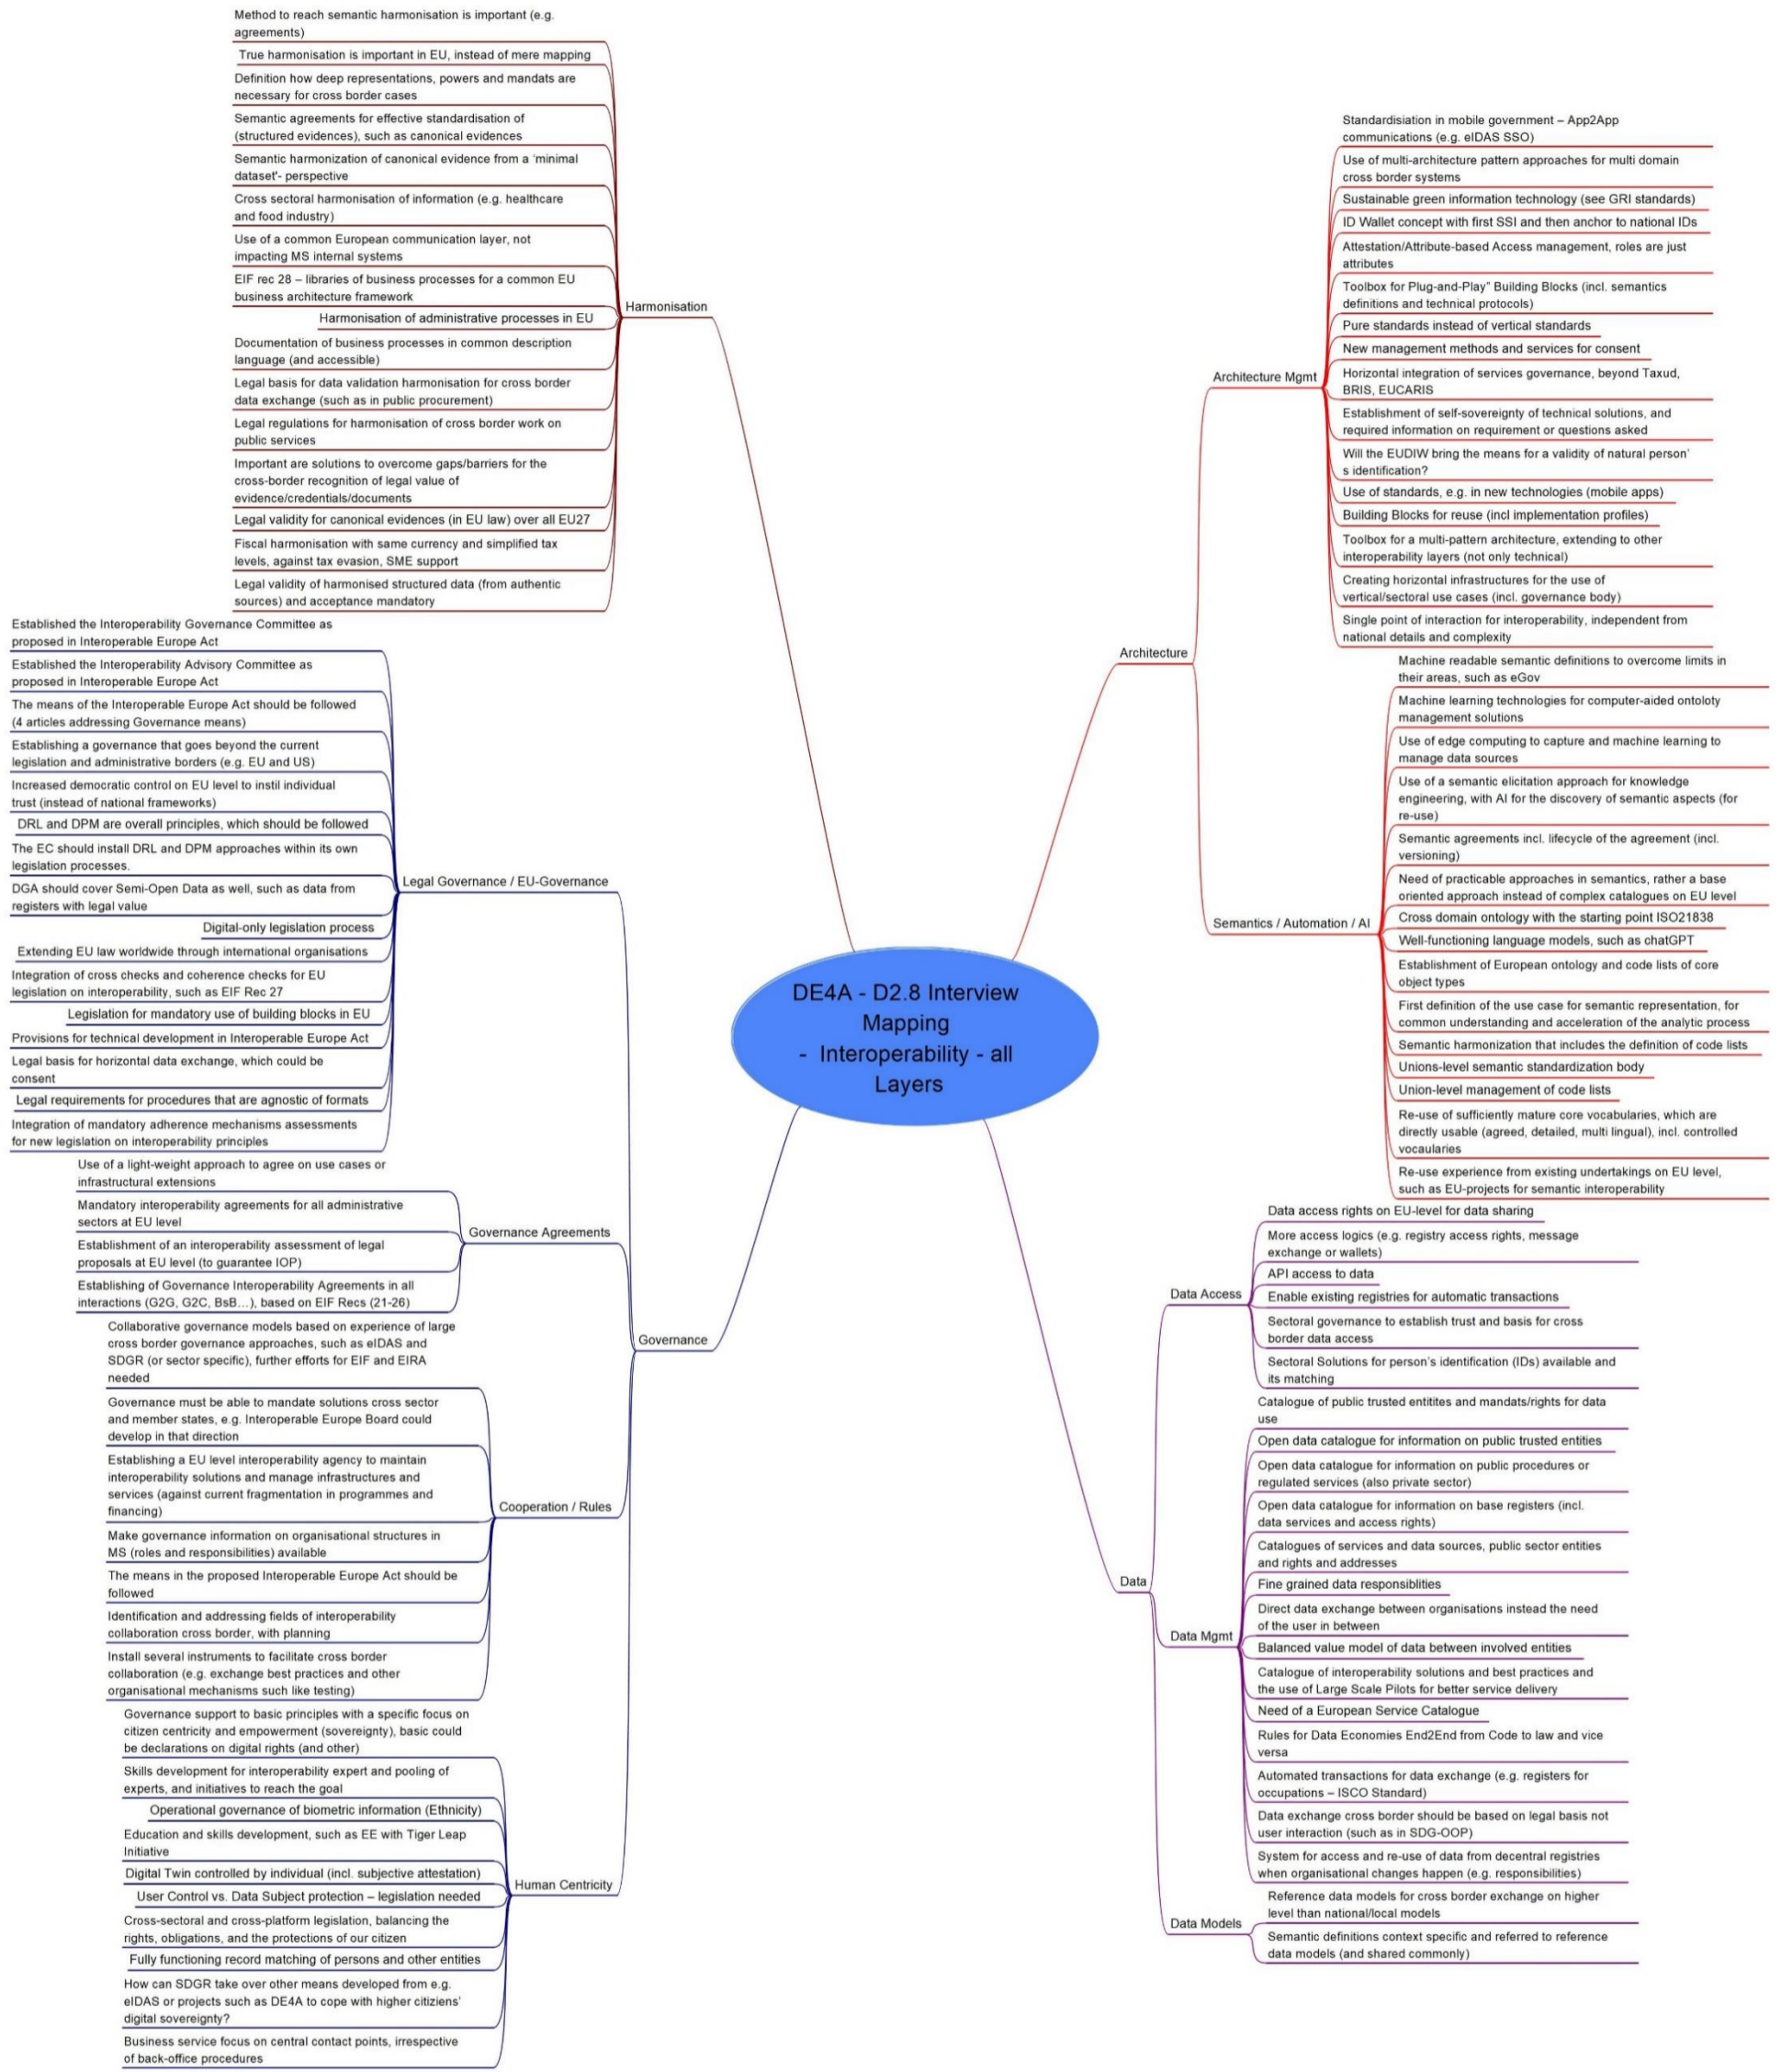 DE4A - D2.8 Interview
Mapping
- Interoperability - all
Layers
Harmonisation
Method to reach semantic harmonisation is important (e.g.
agreements)
True harmonisation is important in EU, instead of mere mapping
Definition how deep representations, powers and mandats are
necessary for cross border cases
Semantic agreements for effective standardisation of
(structured evidences), such as canonical evidences
Semantic harmonization of canonical evidence from a 'minimal
dataset'- perspective
Cross sectoral harmonisation of information (e.g. healthcare
and food industry)
Use of a common European communication layer, not
impacting MS internal systems
EIF rec 28 – libraries of business processes for a common EU
business architecture framework
Harmonisation of administrative processes in EU
Documentation of business processes in common description
language (and accessible)
Legal basis for data validation harmonisation for cross border
data exchange (such as in public procurement)
Legal regulations for harmonisation of cross border work on
public services
Important are solutions to overcome gaps/barriers for the
cross-border recognition of legal value of
evidence/credentials/documents
Legal validity for canonical evidences (in EU law) over all EU27
Fiscal harmonisation with same currency and simplified tax
levels, against tax evasion, SME support
Legal validity of harmonised structured data (from authentic
sources) and acceptance mandatory
Governance
Legal Governance / EU-Governance
Established the Interoperability Governance Committee as
proposed in Interoperable Europe Act
Established the Interoperability Advisory Committee as
proposed in Interoperable Europe Act
The means of the Interoperable Europe Act should be followed
(4 articles addressing Governance means)
Establishing a governance that goes beyond the current
legislation and administrative borders (e.g. EU and US)
Increased democratic control on EU level to instil individual
trust (instead of national frameworks)
DRL and DPM are overall principles, which should be followed
The EC should install DRL and DPM approaches within its own
legislation processes.
DGA should cover Semi-Open Data as well, such as data from
registers with legal value
Digital-only legislation process
Extending EU law worldwide through international organisations
Integration of cross checks and coherence checks for EU
legislation on interoperability, such as EIF Rec 27
Legislation for mandatory use of building blocks in EU
Provisions for technical development in Interoperable Europe Act
Legal basis for horizontal data exchange, which could be
consent
Legal requirements for procedures that are agnostic of formats
Integration of mandatory adherence mechanisms assessments
for new legislation on interoperability principles
Governance Agreements
Use of a light-weight approach to agree on use cases or
infrastructural extensions
Mandatory interoperability agreements for all administrative
sectors at EU level
Establishment of an interoperability assessment of legal
proposals at EU level (to guarantee IOP)
Establishing of Governance Interoperability Agreements in all
interactions (G2G, G2C, BsB…), based on EIF Recs (21-26)
Cooperation / Rules
Collaborative governance models based on experience of large
cross border governance approaches, such as eIDAS and
SDGR (or sector specific), further efforts for EIF and EIRA
needed
Governance must be able to mandate solutions cross sector
and member states, e.g. Interoperable Europe Board could
develop in that direction
Establishing a EU level interoperability agency to maintain
interoperability solutions and manage infrastructures and
services (against current fragmentation in programmes and
financing)
Make governance information on organisational structures in
MS (roles and responsibilities) available
The means in the proposed Interoperable Europe Act should be
followed
Identification and addressing fields of interoperability
collaboration cross border, with planning
Install several instruments to facilitate cross border
collaboration (e.g. exchange best practices and other
organisational mechanisms such like testing)
Human Centricity
Governance support to basic principles with a specific focus on
citizen centricity and empowerment (sovereignty), basic could
be declarations on digital rights (and other)
Skills development for interoperability expert and pooling of
experts, and initiatives to reach the goal
Operational governance of biometric information (Ethnicity)
Education and skills development, such as EE with Tiger Leap
Initiative
Digital Twin controlled by individual (incl. subjective attestation)
User Control vs. Data Subject protection – legislation needed
Cross-sectoral and cross-platform legislation, balancing the
rights, obligations, and the protections of our citizen
Fully functioning record matching of persons and other entities
How can SDGR take over other means developed from e.g.
eIDAS or projects such as DE4A to cope with higher citiziens'
digital sovereignty?
Business service focus on central contact points, irrespective
of back-office procedures
Architecture
Architecture Mgmt
Standardisiation in mobile government – App2App
communications (e.g. eIDAS SSO)
Use of multi-architecture pattern approaches for multi domain
cross border systems
Sustainable green information technology (see GRI standards)
ID Wallet concept with first SSI and then anchor to national IDs
Attestation/Attribute-based Access management, roles are just
attributes
Toolbox for Plug-and-Play” Building Blocks (incl. semantics
definitions and technical protocols)
Pure standards instead of vertical standards
New management methods and services for consent
Horizontal integration of services governance, beyond Taxud,
BRIS, EUCARIS
Establishment of self-sovereignty of technical solutions, and
required information on requirement or questions asked
Will the EUDIW bring the means for a validity of natural person'
s identification?
Use of standards, e.g. in new technologies (mobile apps)
Building Blocks for reuse (incl implementation profiles)
Toolbox for a multi-pattern architecture, extending to other
interoperability layers (not only technical)
Creating horizontal infrastructures for the use of
vertical/sectoral use cases (incl. governance body)
Single point of interaction for interoperability, independent from
national details and complexity
Semantics / Automation / AI
Machine readable semantic definitions to overcome limits in
their areas, such as eGov
Machine learning technologies for computer-aided ontoloty
management solutions
Use of edge computing to capture and machine learning to
manage data sources
Use of a semantic elicitation approach for knowledge
engineering, with AI for the discovery of semantic aspects (for
re-use)
Semantic agreements incl. lifecycle of the agreement (incl.
versioning)
Need of practicable approaches in semantics, rather a base
oriented approach instead of complex catalogues on EU level
Cross domain ontology with the starting point ISO21838
Well-functioning language models, such as chatGPT
Establishment of European ontology and code lists of core
object types
First definition of the use case for semantic representation, for
common understanding and acceleration of the analytic process
Semantic harmonization that includes the definition of code lists
Unions-level semantic standardization body
Union-level management of code lists
Re-use of sufficiently mature core vocabularies, which are
directly usable (agreed, detailed, multi lingual), incl. controlled
vocaularies
Re-use experience from existing undertakings on EU level,
such as EU-projects for semantic interoperability
Data
Data Access
Data access rights on EU-level for data sharing
More access logics (e.g. registry access rights, message
exchange or wallets)
API access to data
Enable existing registries for automatic transactions
Sectoral governance to establish trust and basis for cross
border data access
Sectoral Solutions for person's identification (IDs) available and
its matching
Data Mgmt
Catalogue of public trusted entitites and mandats/rights for data
use
Open data catalogue for information on public trusted entities
Open data catalogue for information on public procedures or
regulated services (also private sector)
Open data catalogue for information on base registers (incl.
data services and access rights)
Catalogues of services and data sources, public sector entities
and rights and addresses
Fine grained data responsiblities
Direct data exchange between organisations instead the need
of the user in between
Balanced value model of data between involved entities
Catalogue of interoperability solutions and best practices and
the use of Large Scale Pilots for better service delivery
Need of a European Service Catalogue
Rules for Data Economies End2End from Code to law and vice
versa
Automated transactions for data exchange (e.g. registers for
occupations – ISCO Standard)
Data exchange cross border should be based on legal basis not
user interaction (such as in SDG-OOP)
System for access and re-use of data from decentral registries
when organisational changes happen (e.g. responsibilities)
Data Models
Reference data models for cross border exchange on higher
level than national/local models
Semantic definitions context specific and referred to reference
data models (and shared commonly)